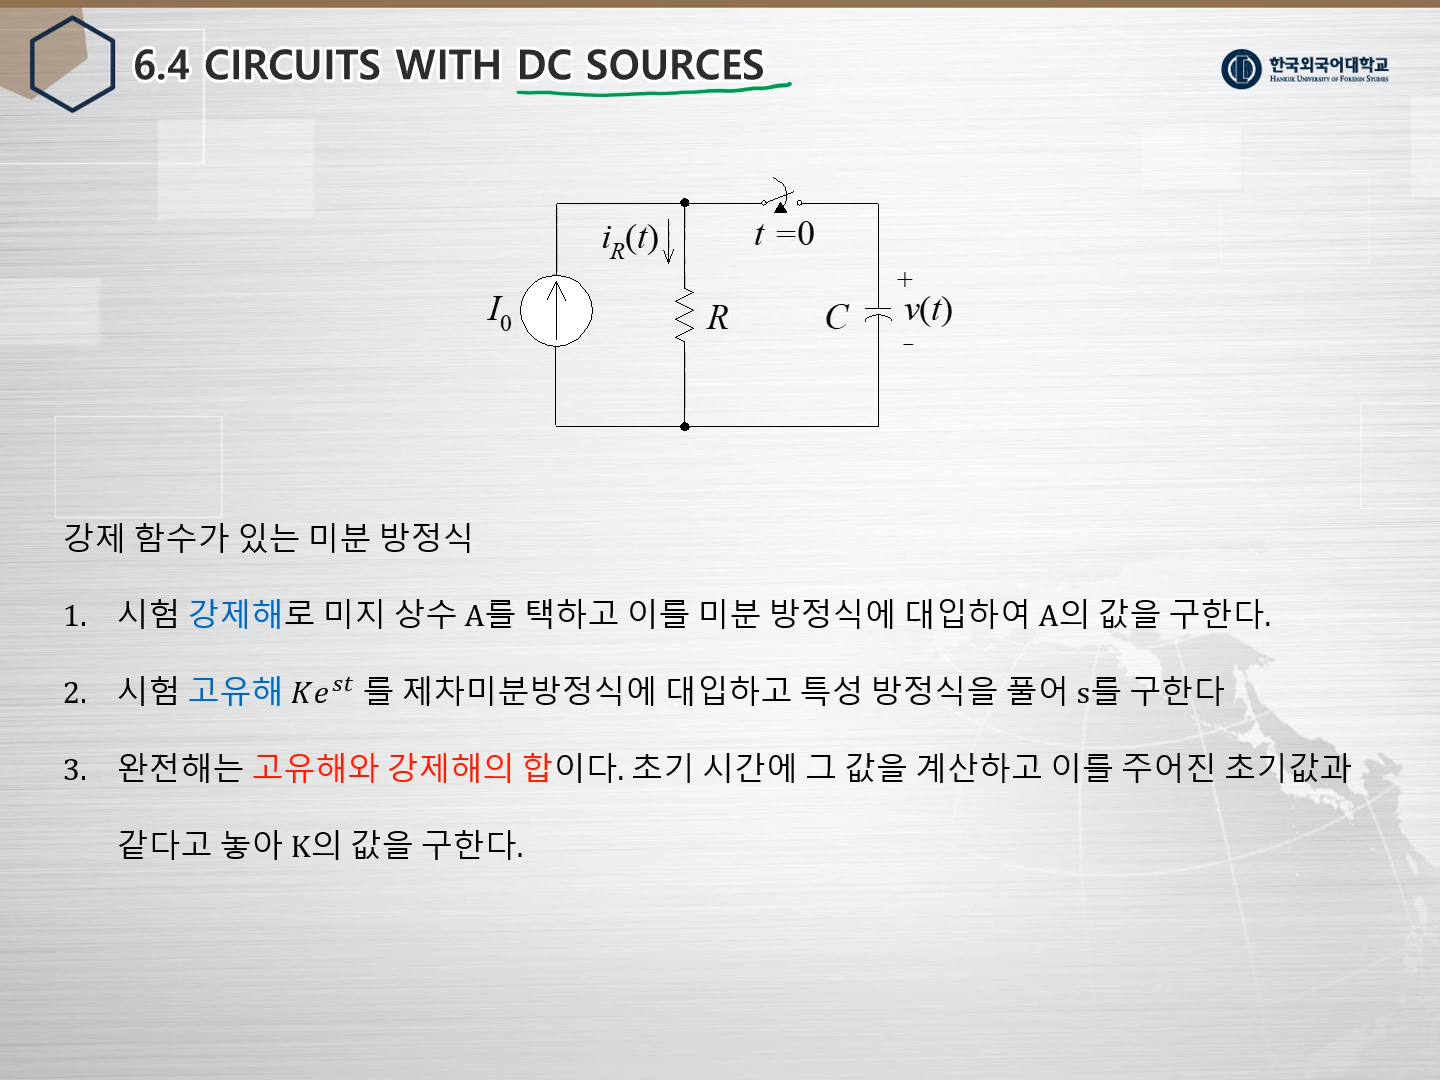 6.4 CIRCUITS WITH DC SOURCES
한국외국어대학교
HANKUK UNIVERSITY OF FOREIGN STUDIES
i_R(t)
t =0
I_0
R
C
+
v(t)
−
강제 함수가 있는 미분 방정식
1. 시험 강제해로 미지 상수 A를 택하고 이를 미분 방정식에 대입하여 A의 값을 구한다.
2. 시험 고유해 Ke^{st} 를 제차미분방정식에 대입하고 특성 방정식을 풀어 s를 구한다
3. 완전해는 고유해와 강제해의 합이다. 초기 시간에 그 값을 계산하고 이를 주어진 초기값과
같다고 놓아 K의 값을 구한다.